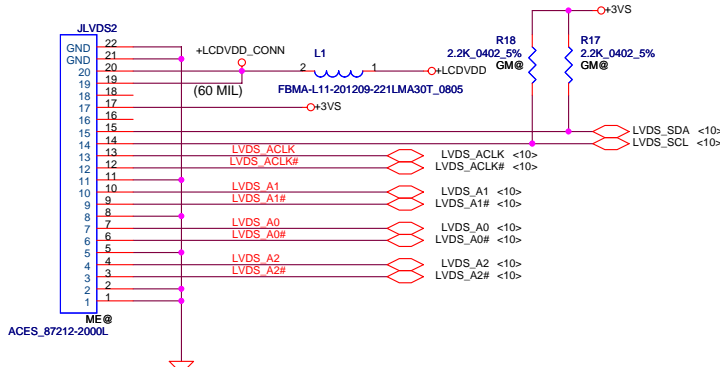 +3VS
JLVDS2
R18
2.2K_0402_5%
GM@
R17
2.2K_0402_5%
GM@
+LCDVDD_CONN
L1
2
1
+LCDVDD
FBMA-L11-201209-221LMA30T_0805
(60 MIL)
+3VS
GND 22
GND 21
20 20
19 19
18 18
17 17
16 16
15 15
14 14
13 13
12 12
11 11
10 10
9 9
8 8
7 7
6 6
5 5
4 4
3 3
2 2
1 1
LVDS_SDA <10>
LVDS_SCL <10>
LVDS_ACLK LVDS_ACLK <10>
LVDS_ACLK# LVDS_ACLK# <10>
LVDS_A1 LVDS_A1 <10>
LVDS_A1# LVDS_A1# <10>
LVDS_A0 LVDS_A0 <10>
LVDS_A0# LVDS_A0# <10>
LVDS_A2 LVDS_A2 <10>
LVDS_A2# LVDS_A2# <10>
ME@
ACES_87212-2000L